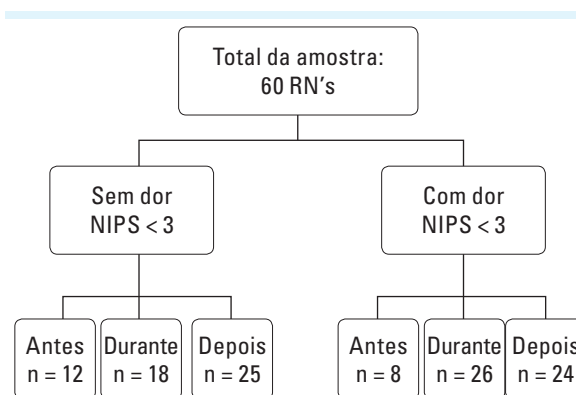 Total da amostra:
60 RN's
Sem dor
NIPS < 3
Com dor
NIPS < 3
Antes
n = 12
Durante
n = 18
Depois
n = 25
Antes
n = 8
Durante
n = 26
Depois
n = 24